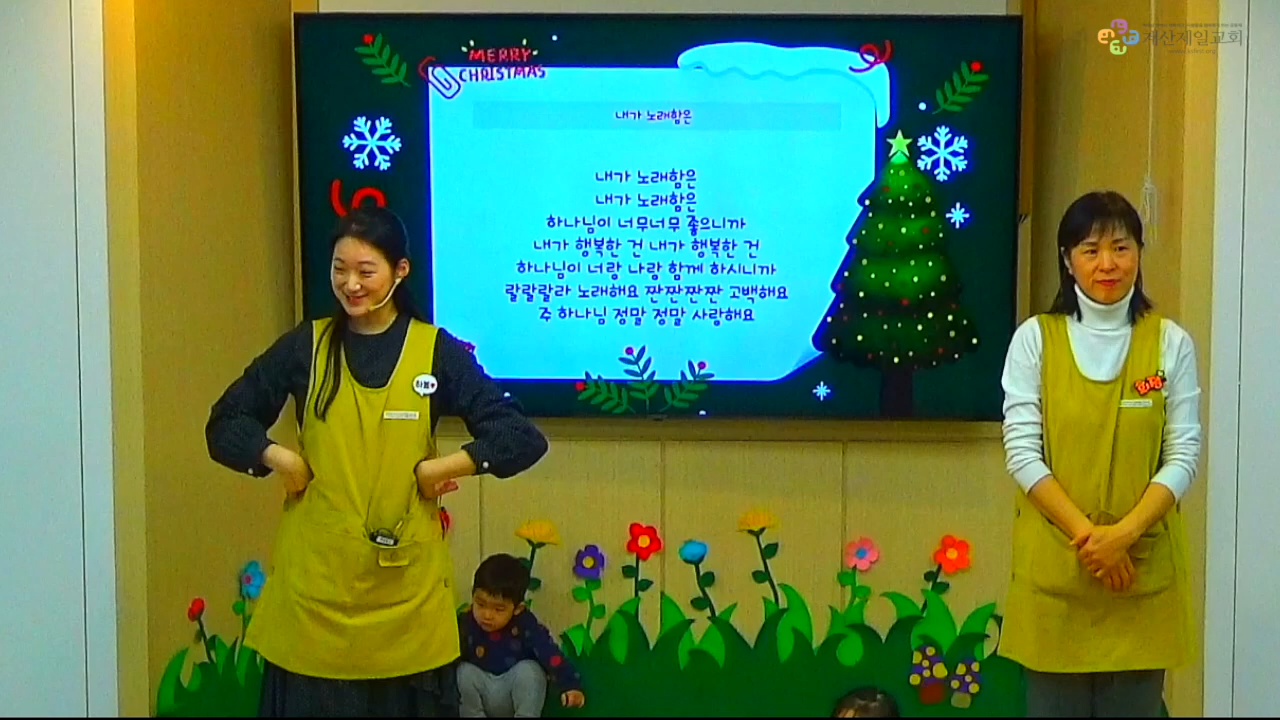 계산제일교회
MERRY
CHRISTMAS
내가 노래함은
내가 노래함은
내가 노래함은
하나님이 너무너무 좋으니까
내가 행복한 건 내가 행복한 건
하나님이 너랑 나랑 함께 하시니까
랄랄랄라 노래해요 짠짠짠짠 고백해요
주 하나님 정말 정말 사랑해요